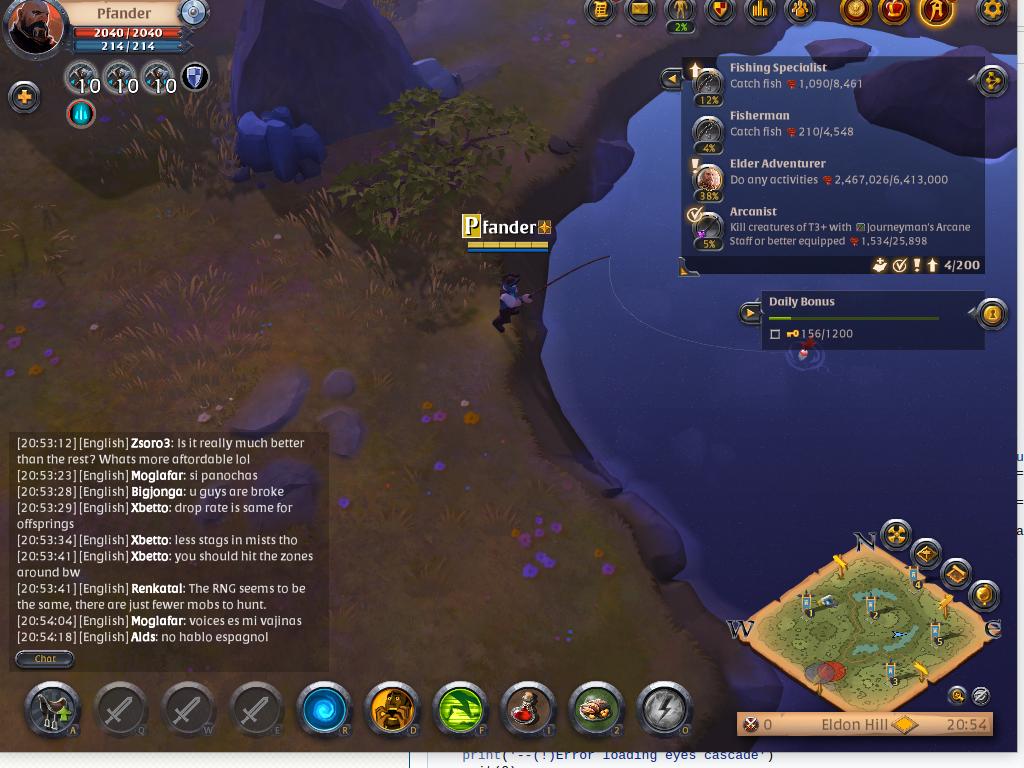 Pfander
2040 / 2040
214 / 214
2%
10 10 10
Fishing Specialist
Catch fish 1,090/8,461
12%
Fisherman
Catch fish 210/4,548
4%
Elder Adventurer
Do any activities 2,467,026/6,413,000
38%
Arcanist
Kill creatures of T3+ with Journeyman's Arcane
Staff or better equipped 1,534/25,898
5%
4/200
Pfander
Daily Bonus
156/1200
[20:53:12] [English] Zsoro3: Is it really much better
than the rest? Whats more affordable lol
[20:53:23] [English] Moglafar: si panochas
[20:53:28] [English] Bigjonga: u guys are broke
[20:53:29] [English] Xbetto: drop rate is same for
offsprings
[20:53:34] [English] Xbetto: less stags in mists tho
[20:53:41] [English] Xbetto: you should hit the zones
around bw
[20:53:41] [English] Renkatal: The RNG seems to be
the same, there are just fewer mobs to hunt.
[20:54:04] [English] Moglafar: voices es mi vajinas
[20:54:18] [English] Alds: no hablo espagnol
Chat
N
W
E
1
2
3
4
5
A Q W E R D F 1 2 O
0 Eldon Hill 20:54
print('--(!)Error loading eyes cascade')